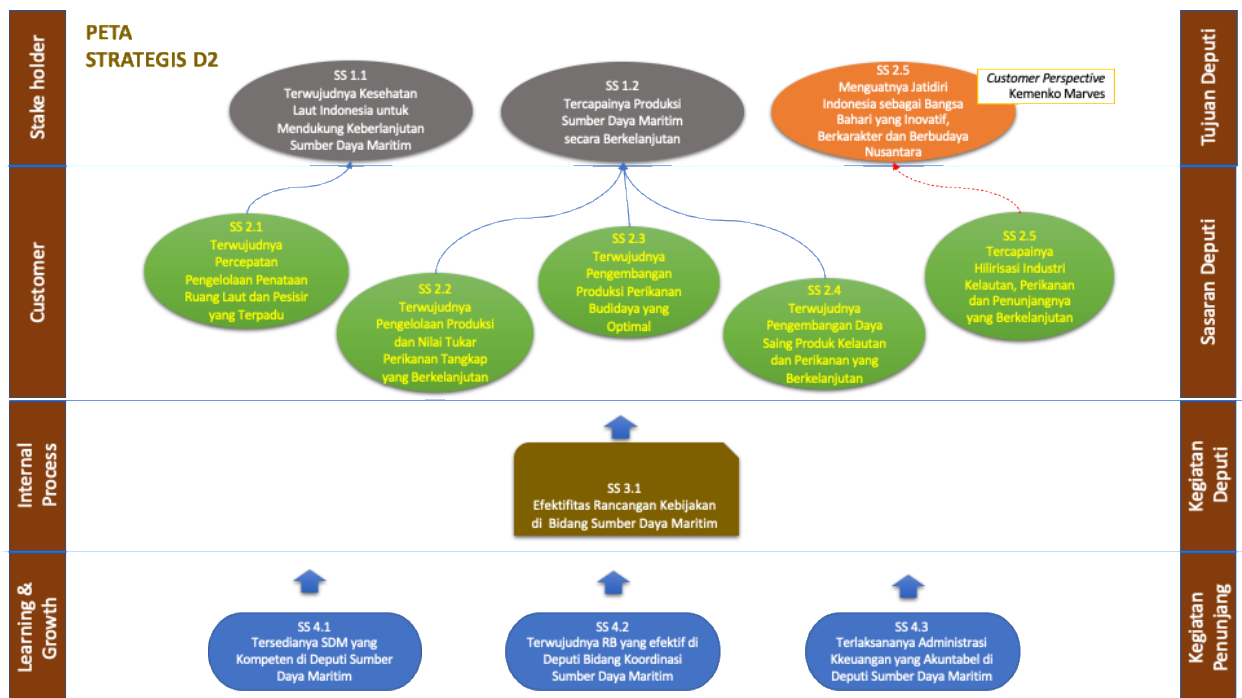 PETA
STRATEGIS D2
Stake holder
Tujuan Deputi
SS 1.1
Terwujudnya Kesehatan
Laut Indonesia untuk
Mendukung Keberlanjutan
Sumber Daya Maritim
SS 1.2
Tercapainya Produksi
Sumber Daya Maritim
secara Berkelanjutan
SS 2.5
Menguatnya Jatidiri
Indonesia sebagai Bangsa
Bahari yang Inovatif,
Berkarakter dan Berbudaya
Nusantara
Customer Perspective
Kemenko Marves
Customer
Sasaran Deputi
SS 2.1
Terwujudnya
Percepatan
Pengelolaan Penataan
Ruang Laut dan Pesisir
yang Terpadu
SS 2.2
Terwujudnya
Pengelolaan Produksi
dan Nilai Tukar
Perikanan Tangkap
yang Berkelanjutan
SS 2.3
Terwujudnya
Pengembangan
Produksi Perikanan
Budidaya yang
Optimal
SS 2.4
Terwujudnya
Pengembangan Daya
Saing Produk Kelautan
dan Perikanan yang
Berkelanjutan
SS 2.5
Tercapainya
Hilirisasi Industri
Kelautan, Perikanan
dan Penunjangnya
yang Berkelanjutan
Internal
Process
Kegiatan
Deputi
SS 3.1
Efektifitas Rancangan Kebijakan
di Bidang Sumber Daya Maritim
Learning &
Growth
Kegiatan
Penunjang
SS 4.1
Tersedianya SDM yang
Kompeten di Deputi Sumber
Daya Maritim
SS 4.2
Terwujudnya RB yang efektif di
Deputi Bidang Koordinasi
Sumber Daya Maritim
SS 4.3
Terlaksananya Administrasi
Kkeuangan yang Akuntabel di
Deputi Sumber Daya Maritim